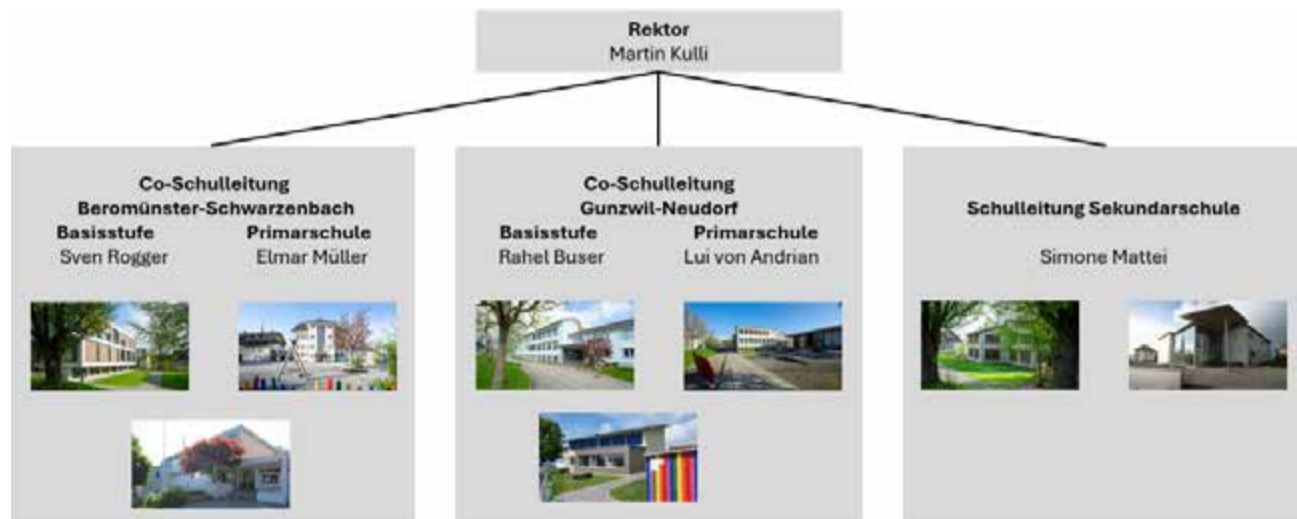 Rektor
Martin Kulli
Co-Schulleitung
Beromünster-Schwarzenbach
Basisstufe Primarschule
Sven Rogger Elmar Müller
Co-Schulleitung
Gunzwil-Neudorf
Basisstufe Primarschule
Rahel Buser Lui von Andrian
Schulleitung Sekundarschule
Simone Mattei